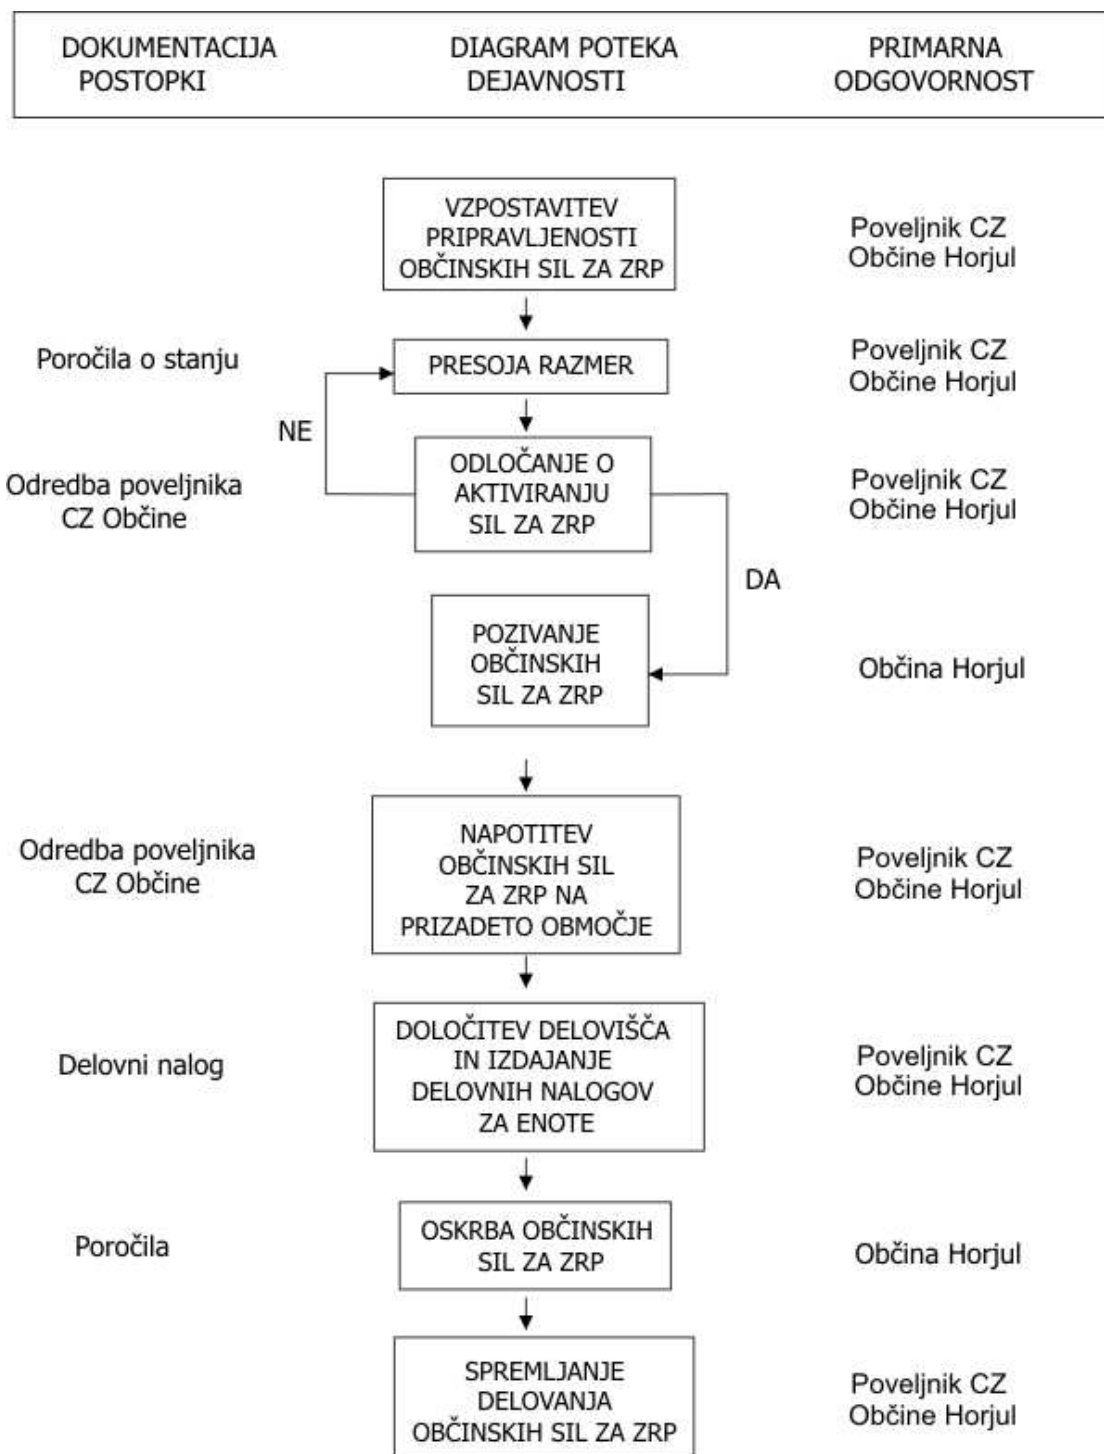 DOKUMENTACIJA
POSTOPKI
DIAGRAM POTEKA
DEJAVNOSTI
PRIMARNA
ODGOVORNOST
VZPOSTAVITEV
PRIPRAVLJENOSTI
OBČINSKIH SIL ZA ZRP
Poveljnik CZ
Občine Horjul
Poročila o stanju
PRESOJA RAZMER
Poveljnik CZ
Občine Horjul
NE
Odredba poveljnika
CZ Občine
ODLOČANJE O
AKTIVIRANJU
SIL ZA ZRP
Poveljnik CZ
Občine Horjul
DA
POZIVANJE
OBČINSKIH
SIL ZA ZRP
Občina Horjul
Odredba poveljnika
CZ Občine
NAPOTITEV
OBČINSKIH SIL
ZA ZRP NA
PRIZADETO OBMOČJE
Poveljnik CZ
Občine Horjul
Delovni nalog
DOLOČITEV DELOVIŠČA
IN IZDAJANJE
DELOVNIH NALOGOV
ZA ENOTE
Poveljnik CZ
Občine Horjul
Poročila
OSKRBA OBČINSKIH
SIL ZA ZRP
Občina Horjul
SPREMLJANJE
DELOVANJA
OBČINSKIH SIL ZA ZRP
Poveljnik CZ
Občine Horjul